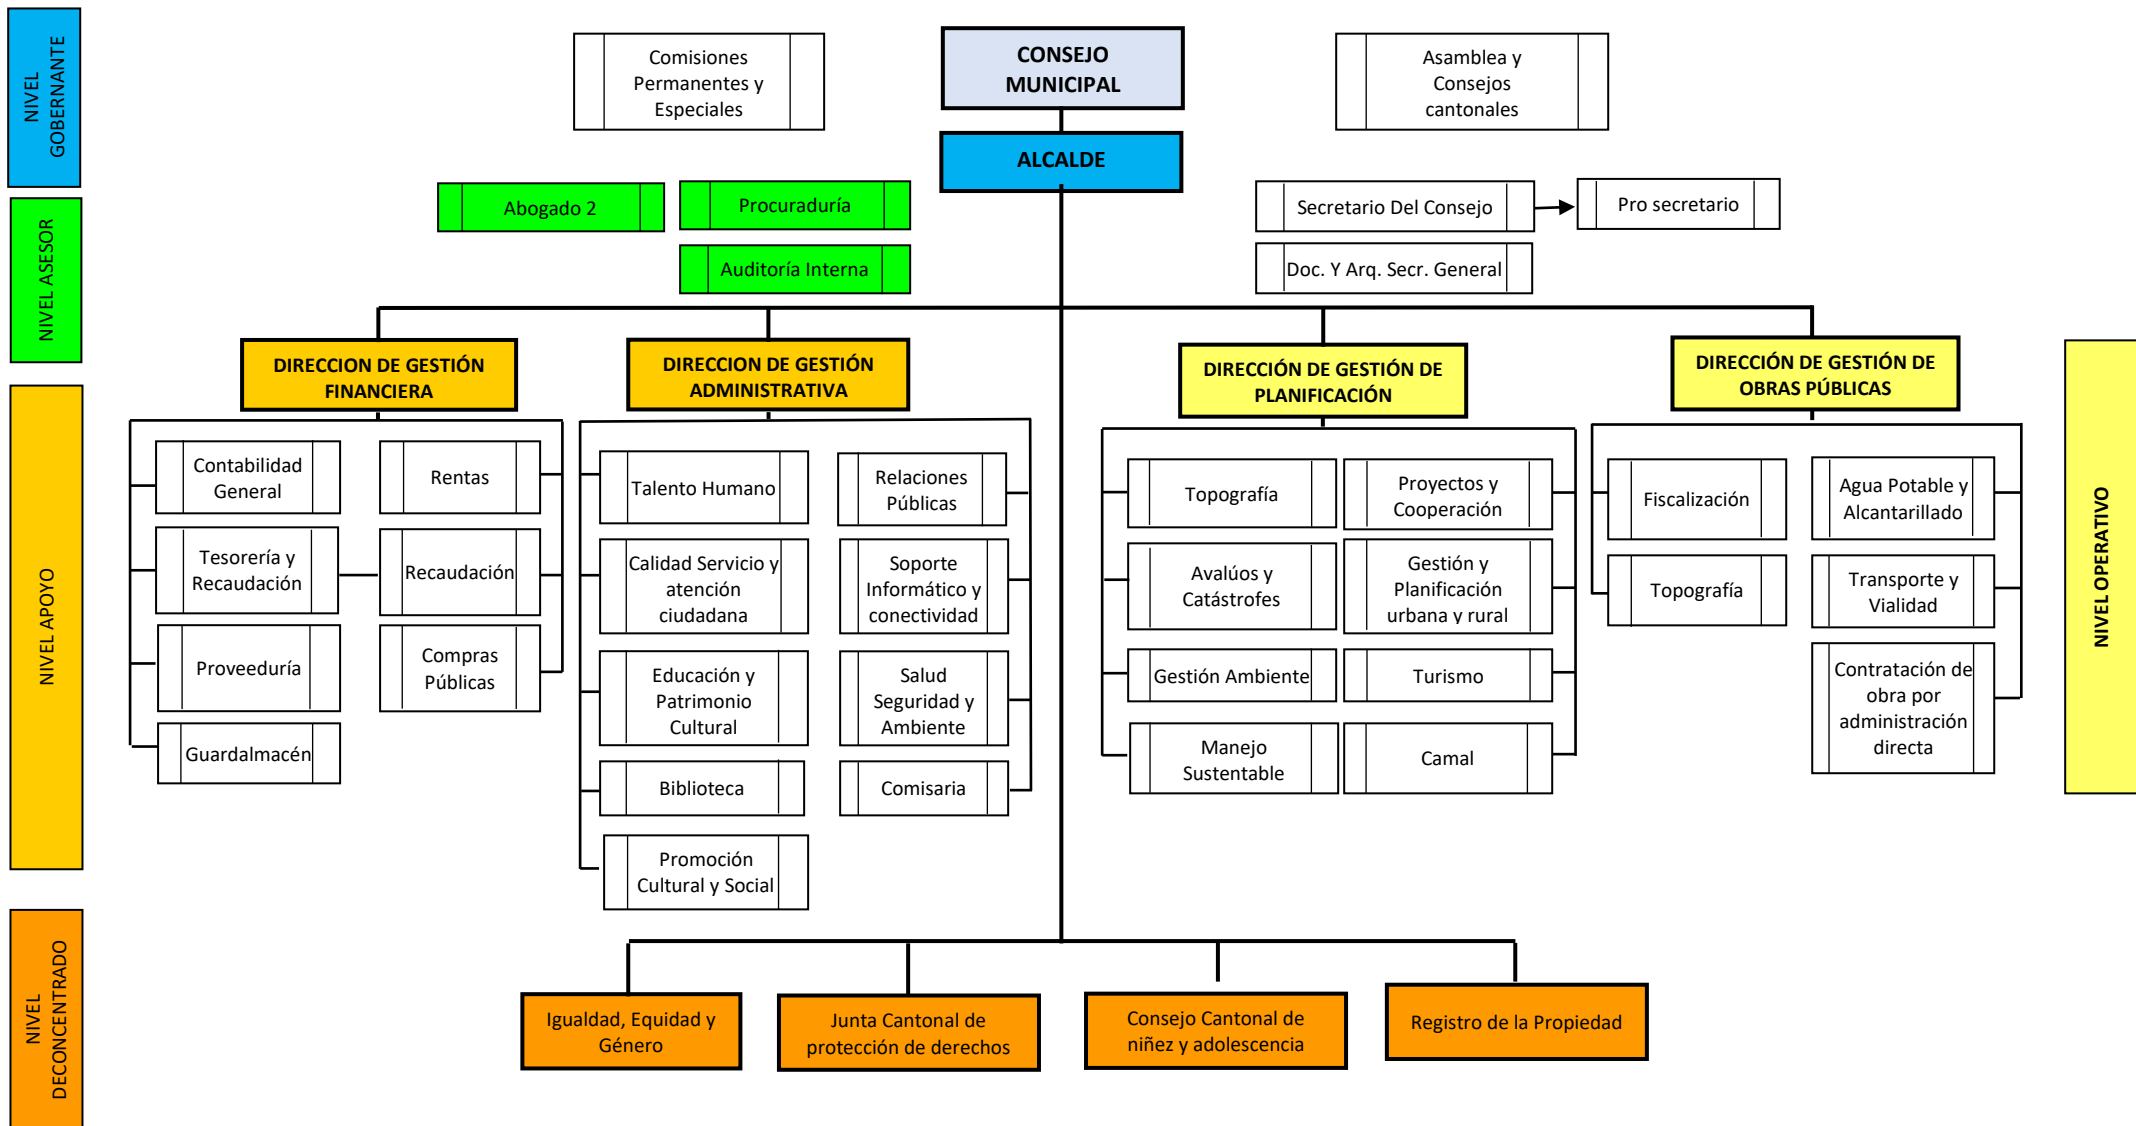 NIVEL
GOBERNANTE
Comisiones
Permanentes y
Especiales
CONSEJO
MUNICIPAL
Asamblea y
Consejos
cantonales
ALCALDE
NIVEL ASESOR
Abogado 2
Procuraduría
Secretario Del Consejo
Pro secretario
Auditoría Interna
Doc. Y Arq. Secr. General
DIRECCION DE GESTIÓN
FINANCIERA
DIRECCION DE GESTIÓN
ADMINISTRATIVA
DIRECCIÓN DE GESTIÓN DE
PLANIFICACIÓN
DIRECCIÓN DE GESTIÓN DE
OBRAS PÚBLICAS
NIVEL APOYO
NIVEL OPERATIVO
Contabilidad
General
Rentas
Tesorería y
Recaudación
Recaudación
Proveeduría
Compras
Públicas
Guardalmacén
Talento Humano
Relaciones
Públicas
Calidad Servicio y
atención
ciudadana
Soporte
Informático y
conectividad
Educación y
Patrimonio
Cultural
Salud
Seguridad y
Ambiente
Biblioteca
Comisaria
Promoción
Cultural y Social
Topografía
Proyectos y
Cooperación
Avalúos y
Catástrofes
Gestión y
Planificación
urbana y rural
Gestión Ambiente
Turismo
Manejo
Sustentable
Camal
Fiscalización
Agua Potable y
Alcantarillado
Topografía
Transporte y
Vialidad
Contratación de
obra por
administración
directa
NIVEL
DECONCENTRADO
Igualdad, Equidad y
Género
Junta Cantonal de
protección de derechos
Consejo Cantonal de
niñez y adolescencia
Registro de la Propiedad